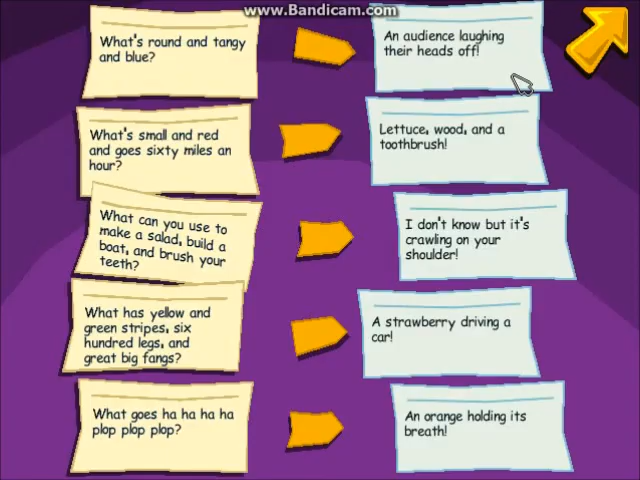 www.Bandicam.com
What's round and tangy
and blue?
An audience laughing
their heads off!
What's small and red
and goes sixty miles an
hour?
Lettuce, wood, and a
toothbrush!
What can you use to
make a salad, build a
boat, and brush your
teeth?
I don't know but it's
crawling on your
shoulder!
What has yellow and
green stripes, six
hundred legs, and
great big fangs?
A strawberry driving a
car!
What goes ha ha ha ha
plop plop plop?
An orange holding its
breath!